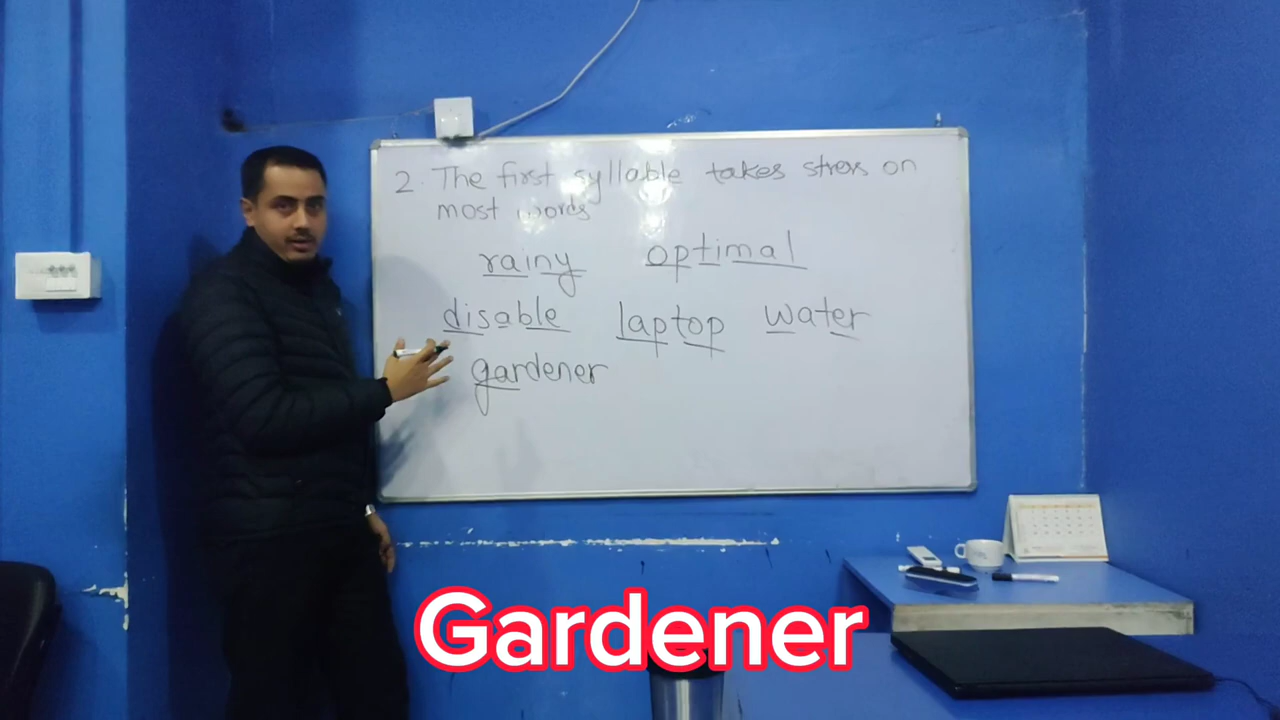 2. The first syllable takes stress on
most words
rainy optimal
disable laptop water
gardener
Gardener